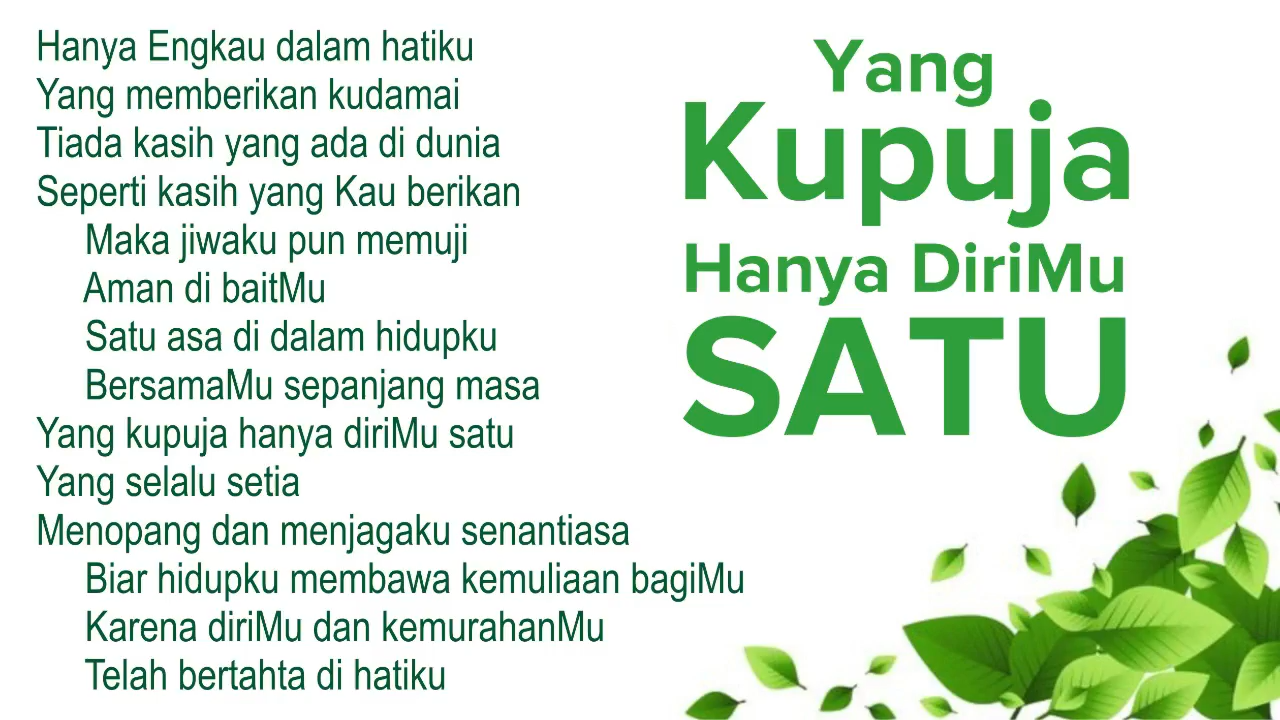 Hanya Engkau dalam hatiku
Yang memberikan kudamai
Tiada kasih yang ada di dunia
Seperti kasih yang Kau berikan
Maka jiwaku pun memuji
Aman di baitMu
Satu asa di dalam hidupku
BersamaMu sepanjang masa
Yang kupuja hanya diriMu satu
Yang selalu setia
Menopang dan menjagaku senantiasa
Biar hidupku membawa kemuliaan bagiMu
Karena diriMu dan kemurahanMu
Telah bertahta di hatiku
Yang
Kupuja
Hanya DiriMu
SATU